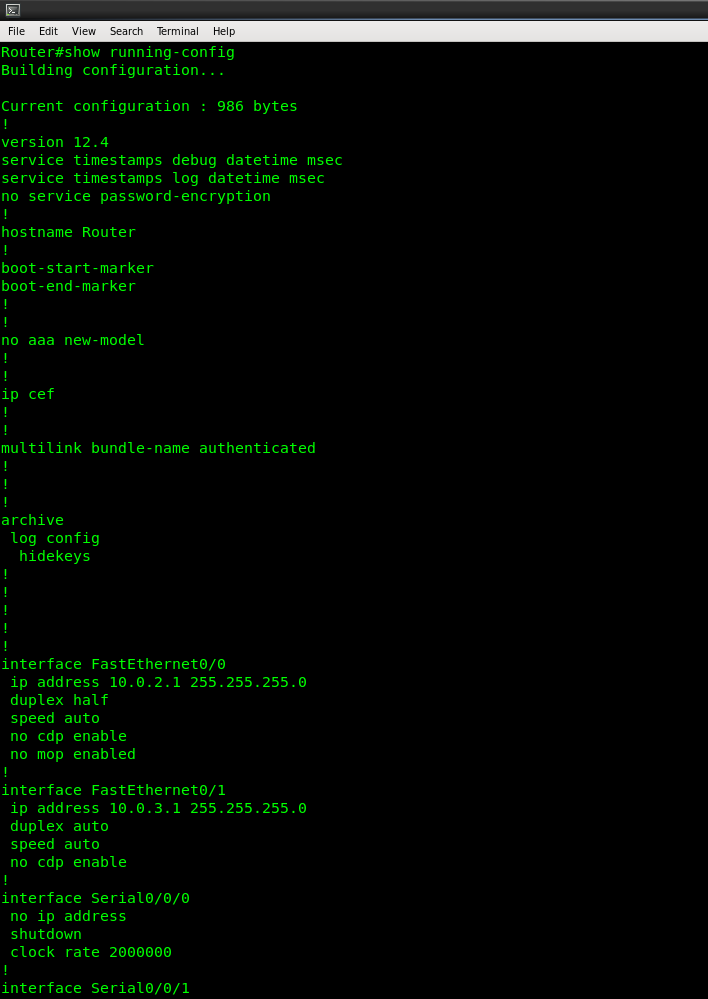 File Edit View Search Terminal Help
Router#show running-config
Building configuration...

Current configuration : 986 bytes
!
version 12.4
service timestamps debug datetime msec
service timestamps log datetime msec
no service password-encryption
!
hostname Router
!
boot-start-marker
boot-end-marker
!
!
no aaa new-model
!
!
ip cef
!
!
multilink bundle-name authenticated
!
!
!
archive
 log config
  hidekeys
!
!
!
!
!
interface FastEthernet0/0
 ip address 10.0.2.1 255.255.255.0
 duplex half
 speed auto
 no cdp enable
 no mop enabled
!
interface FastEthernet0/1
 ip address 10.0.3.1 255.255.255.0
 duplex auto
 speed auto
 no cdp enable
!
interface Serial0/0/0
 no ip address
 shutdown
 clock rate 2000000
!
interface Serial0/0/1